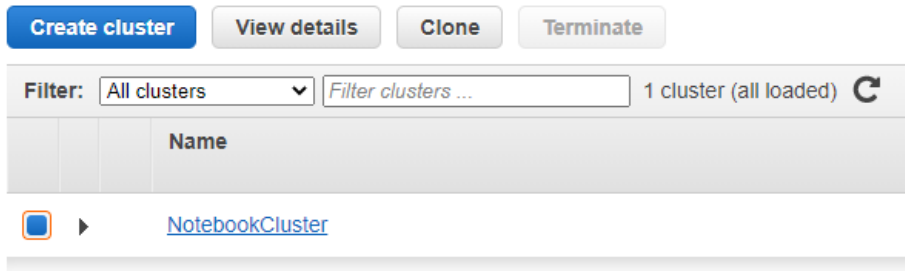 Create cluster View details Clone Terminate
Filter: All clusters Filter clusters ... 1 cluster (all loaded)
Name
NotebookCluster